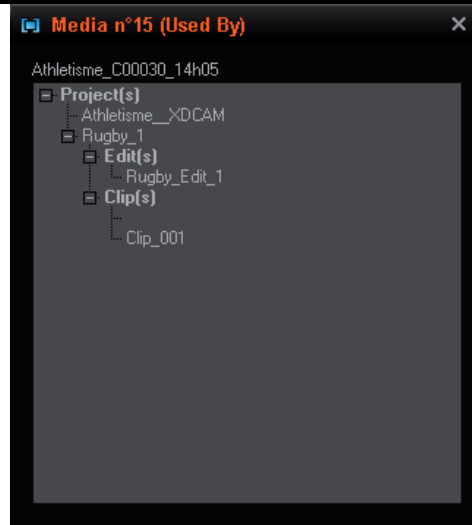 Media n°15 (Used By)
Athletisme_C00030_14h05
Project(s)
Athletisme__XDCAM
Rugby_1
Edit(s)
Rugby_Edit_1
Clip(s)
Clip_001